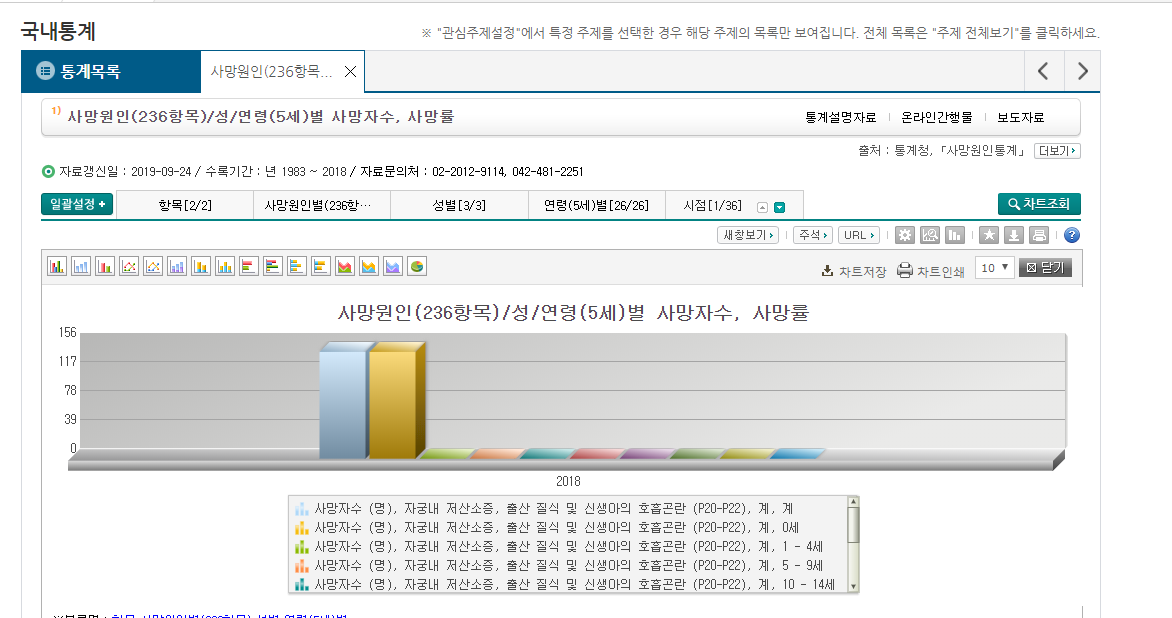 국내통계
※ "관심주제설정"에서 특정 주제를 선택한 경우 해당 주제의 목록만 보여집니다. 전체 목록은 "주제 전체보기"를 클릭하세요.
통계목록
사망원인(236항목...
1) 사망원인(236항목)/성/연령(5세)별 사망자수, 사망률
통계설명자료 온라인간행물 보도자료
출처 : 통계청, 「사망원인통계」 더보기
자료갱신일 : 2019-09-24 / 수록기간 : 년 1983 ~ 2018 / 자료문의처 : 02-2012-9114, 042-481-2251
일괄설정 + 항목[2/2] 사망원인별(236항… 성별[3/3] 연령(5세)별[26/26] 시점[1/36] 차트조회
새창보기 주석 URL
차트저장 차트인쇄 10 닫기
사망원인(236항목)/성/연령(5세)별 사망자수, 사망률
156
117
78
39
0
2018
사망자수 (명), 자궁내 저산소증, 출산 질식 및 신생아의 호흡곤란 (P20-P22), 계, 계
사망자수 (명), 자궁내 저산소증, 출산 질식 및 신생아의 호흡곤란 (P20-P22), 계, 0세
사망자수 (명), 자궁내 저산소증, 출산 질식 및 신생아의 호흡곤란 (P20-P22), 계, 1 - 4세
사망자수 (명), 자궁내 저산소증, 출산 질식 및 신생아의 호흡곤란 (P20-P22), 계, 5 - 9세
사망자수 (명), 자궁내 저산소증, 출산 질식 및 신생아의 호흡곤란 (P20-P22), 계, 10 - 14세